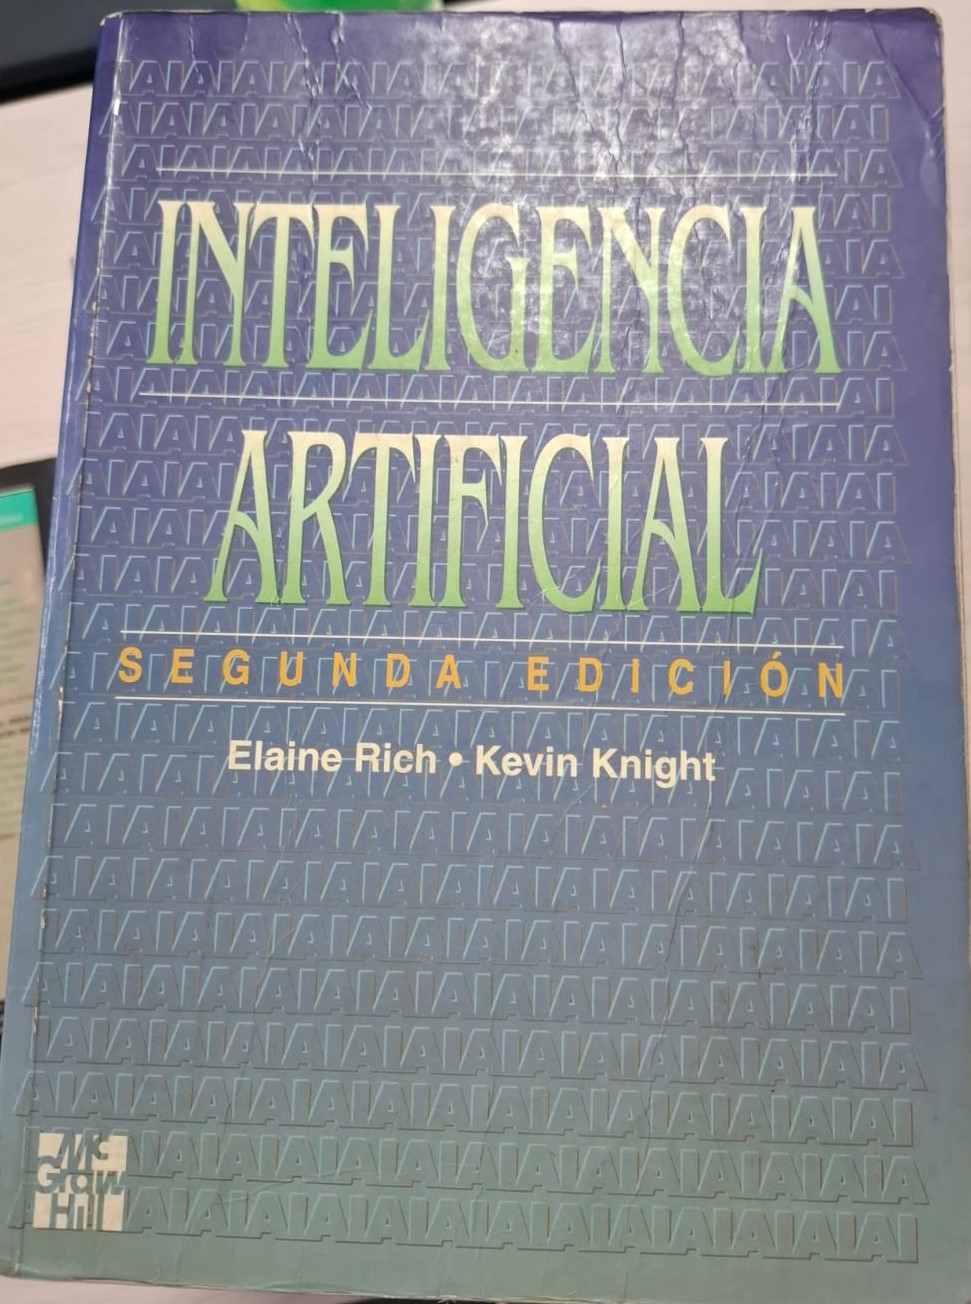 INTELIGENCIA
ARTIFICIAL
SEGUNDA EDICIÓN
Elaine Rich • Kevin Knight
Mc
Graw
Hill